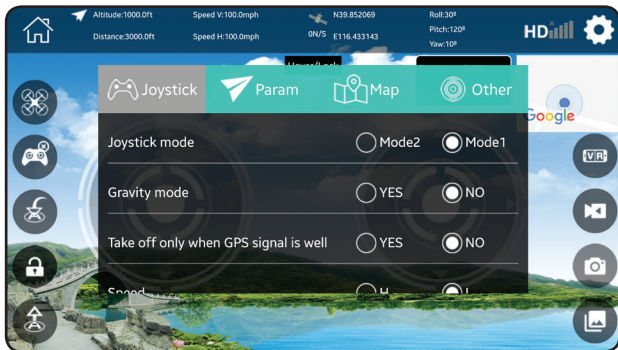 Altitude:1000.0ft Speed V:100.0mph N39.852069 Roll:30º
Distance:3000.0ft Speed H:100.0mph 0N/S E116.433143 Pitch:120º
Yaw:10º
HD
Joystick Param Map Other
Google
Joystick mode Mode2 Mode1
VR
Gravity mode YES NO
Take off only when GPS signal is well YES NO
Speed H L